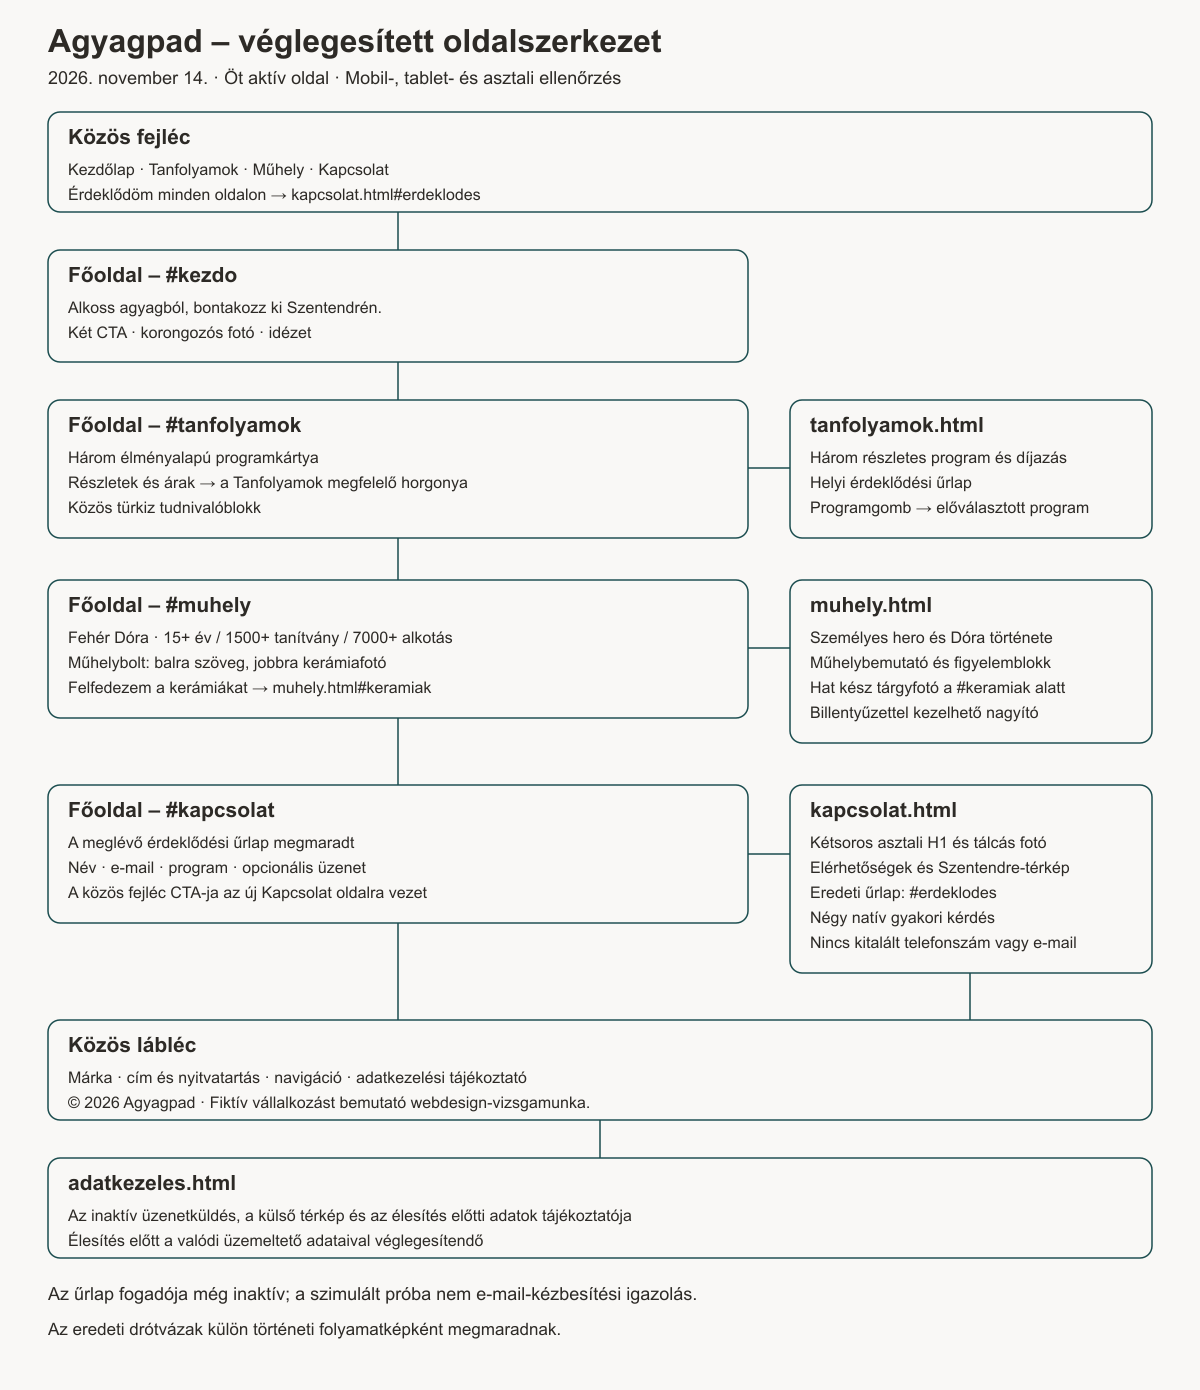 Agyagpad – véglegesített oldalszerkezet
2026. november 14. · Öt aktív oldal · Mobil-, tablet- és asztali ellenőrzés
Közös fejléc
Kezdőlap · Tanfolyamok · Műhely · Kapcsolat
Érdeklődöm minden oldalon → kapcsolat.html#erdeklodes
Főoldal – #kezdo
Alkoss agyagból, bontakozz ki Szentendrén.
Két CTA · korongozós fotó · idézet
Főoldal – #tanfolyamok
Három élményalapú programkártya
Részletek és árak → a Tanfolyamok megfelelő horgonya
Közös türkiz tudnivalóblokk
tanfolyamok.html
Három részletes program és díjazás
Helyi érdeklődési űrlap
Programgomb → előválasztott program
Főoldal – #muhely
Fehér Dóra · 15+ év / 1500+ tanítvány / 7000+ alkotás
Műhelybolt: balra szöveg, jobbra kerámiafotó
Felfedezem a kerámiákat → muhely.html#keramiak
muhely.html
Személyes hero és Dóra története
Műhelybemutató és figyelemblokk
Hat kész tárgyfotó a #keramiak alatt
Billentyűzettel kezelhető nagyító
Főoldal – #kapcsolat
A meglévő érdeklődési űrlap megmaradt
Név · e-mail · program · opcionális üzenet
A közös fejléc CTA-ja az új Kapcsolat oldalra vezet
kapcsolat.html
Kétsoros asztali H1 és tálcás fotó
Elérhetőségek és Szentendre-térkép
Eredeti űrlap: #erdeklodes
Négy natív gyakori kérdés
Nincs kitalált telefonszám vagy e-mail
Közös lábléc
Márka · cím és nyitvatartás · navigáció · adatkezelési tájékoztató
© 2026 Agyagpad · Fiktív vállalkozást bemutató webdesign-vizsgamunka.
adatkezeles.html
Az inaktív üzenetküldés, a külső térkép és az élesítés előtti adatok tájékoztatója
Élesítés előtt a valódi üzemeltető adataival véglegesítendő
Az űrlap fogadója még inaktív; a szimulált próba nem e-mail-kézbesítési igazolás.
Az eredeti drótvázak külön történeti folyamatképként megmaradnak.